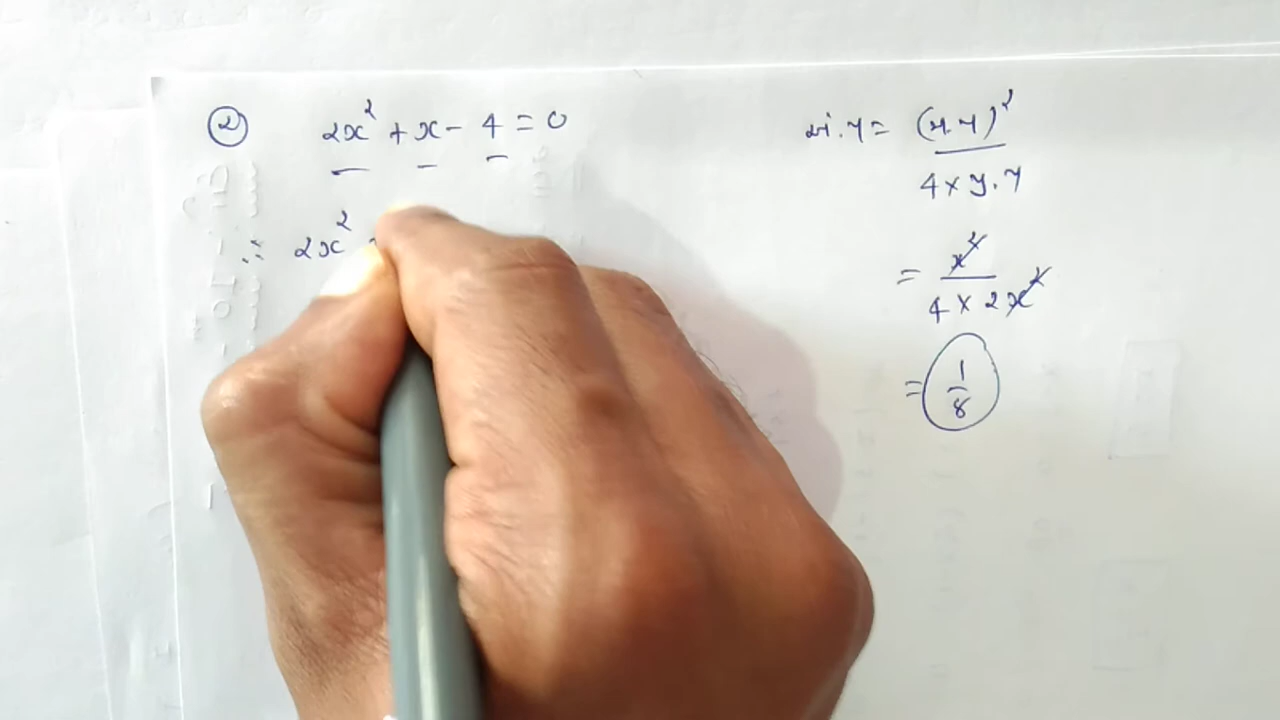 ② 2x² + x - 4 = 0
∴ 2x²
वि.प = (म.प)²
4 × प्र.प
= x²
4 × 2x²
= 1
8